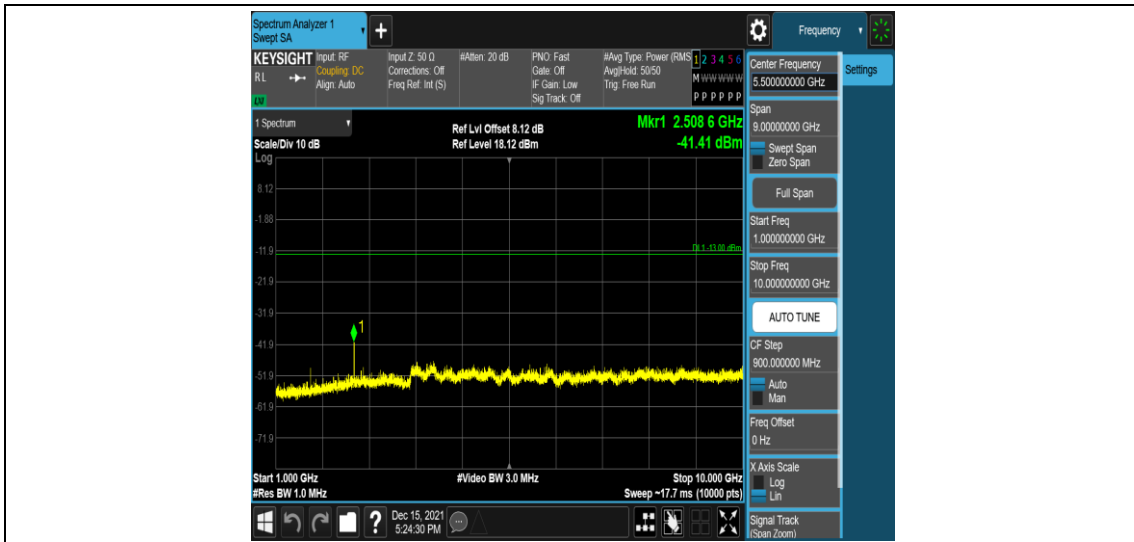 Spectrum Analyzer 1
Swept SA
+
Frequency
KEYSIGHT
RL
LXI
Input: RF
Coupling: DC
Align: Auto
Input Z: 50 Ω
Corrections: Off
Freq Ref: Int (S)
#Atten: 20 dB
PNO: Fast
Gate: Off
IF Gain: Low
Sig Track: Off
#Avg Type: Power (RMS
Avg|Hold: 50/50
Trig: Free Run
1 2 3 4 5 6
M W W W W W
P P P P P P
1 Spectrum
Scale/Div 10 dB
Log
Ref Lvl Offset 8.12 dB
Ref Level 18.12 dBm
Mkr1 2.508 6 GHz
-41.41 dBm
8.12
-1.88
-11.9
DL1 -13.00 dBm
-21.9
-31.9
1
-41.9
-51.9
-61.9
-71.9
Start 1.000 GHz
#Res BW 1.0 MHz
#Video BW 3.0 MHz
Stop 10.000 GHz
Sweep ~17.7 ms (10000 pts)
?
Dec 15, 2021
5:24:30 PM
Center Frequency
5.500000000 GHz
Settings
Span
9.00000000 GHz
Swept Span
Zero Span
Full Span
Start Freq
1.000000000 GHz
Stop Freq
10.000000000 GHz
AUTO TUNE
CF Step
900.000000 MHz
Auto
Man
Freq Offset
0 Hz
X Axis Scale
Log
Lin
Signal Track
(Span Zoom)